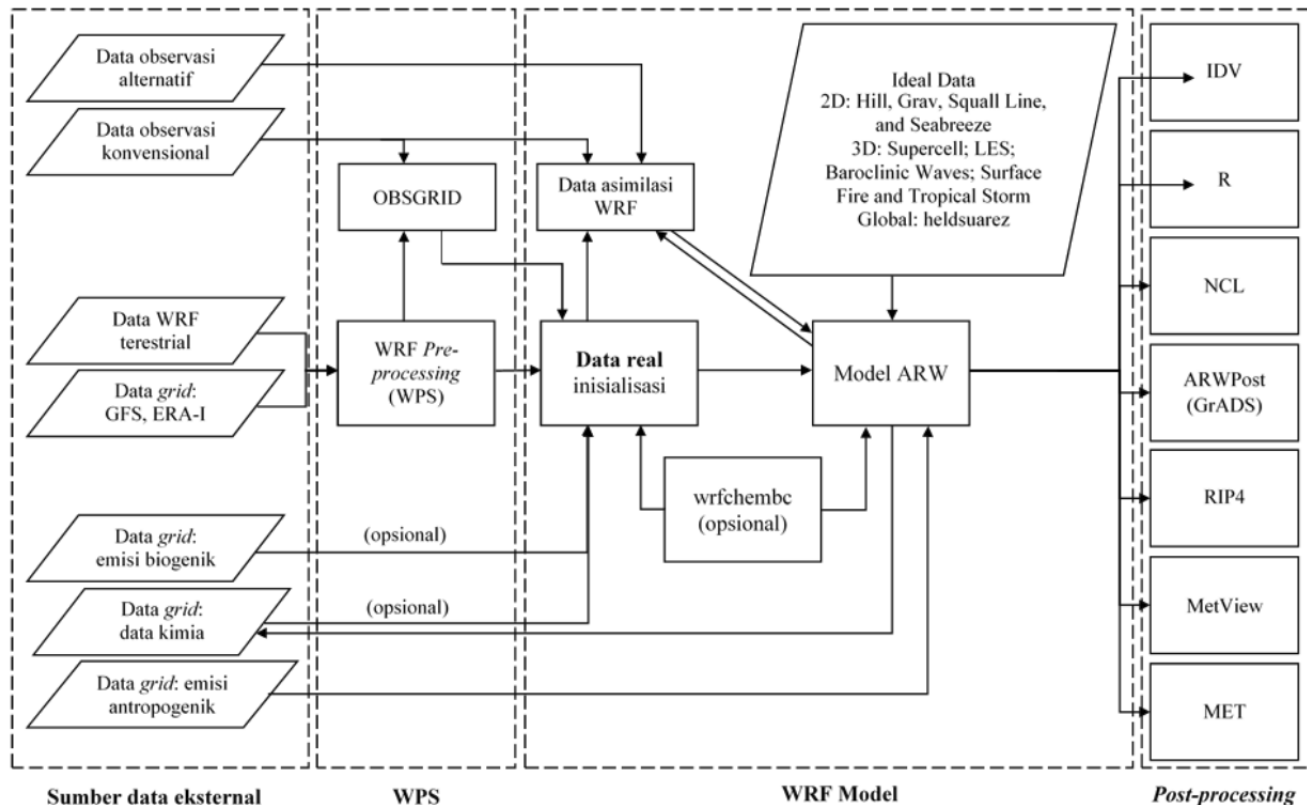 Data observasi
alternatif
Data observasi
konvensional
Data WRF
terestrial
Data grid:
GFS, ERA-I
Data grid:
emisi biogenik
Data grid:
data kimia
Data grid: emisi
antropogenik
Sumber data eksternal
OBSGRID
WRF Pre-
processing
(WPS)
(opsional)
(opsional)
WPS
Data asimilasi
WRF
Data real
inisialisasi
wrfchembc
(opsional)
Ideal Data
2D: Hill, Grav, Squall Line,
and Seabreeze
3D: Supercell; LES;
Baroclinic Waves; Surface
Fire and Tropical Storm
Global: heldsuarez
Model ARW
WRF Model
IDV
R
NCL
ARWPost
(GrADS)
RIP4
MetView
MET
Post-processing